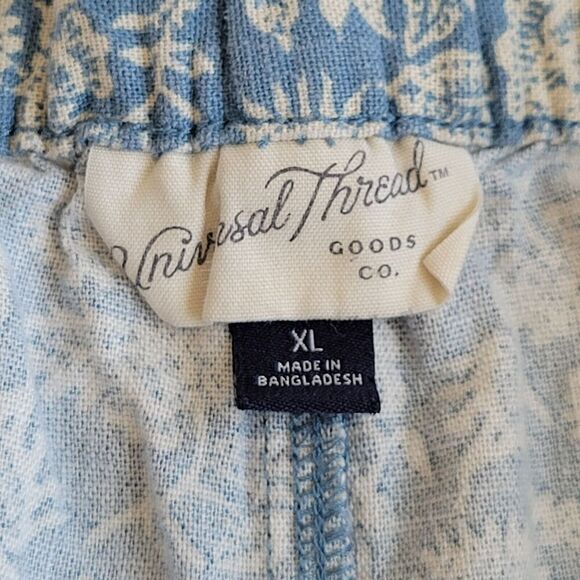 Universal Thread™
GOODS
CO.
XL
MADE IN
BANGLADESH